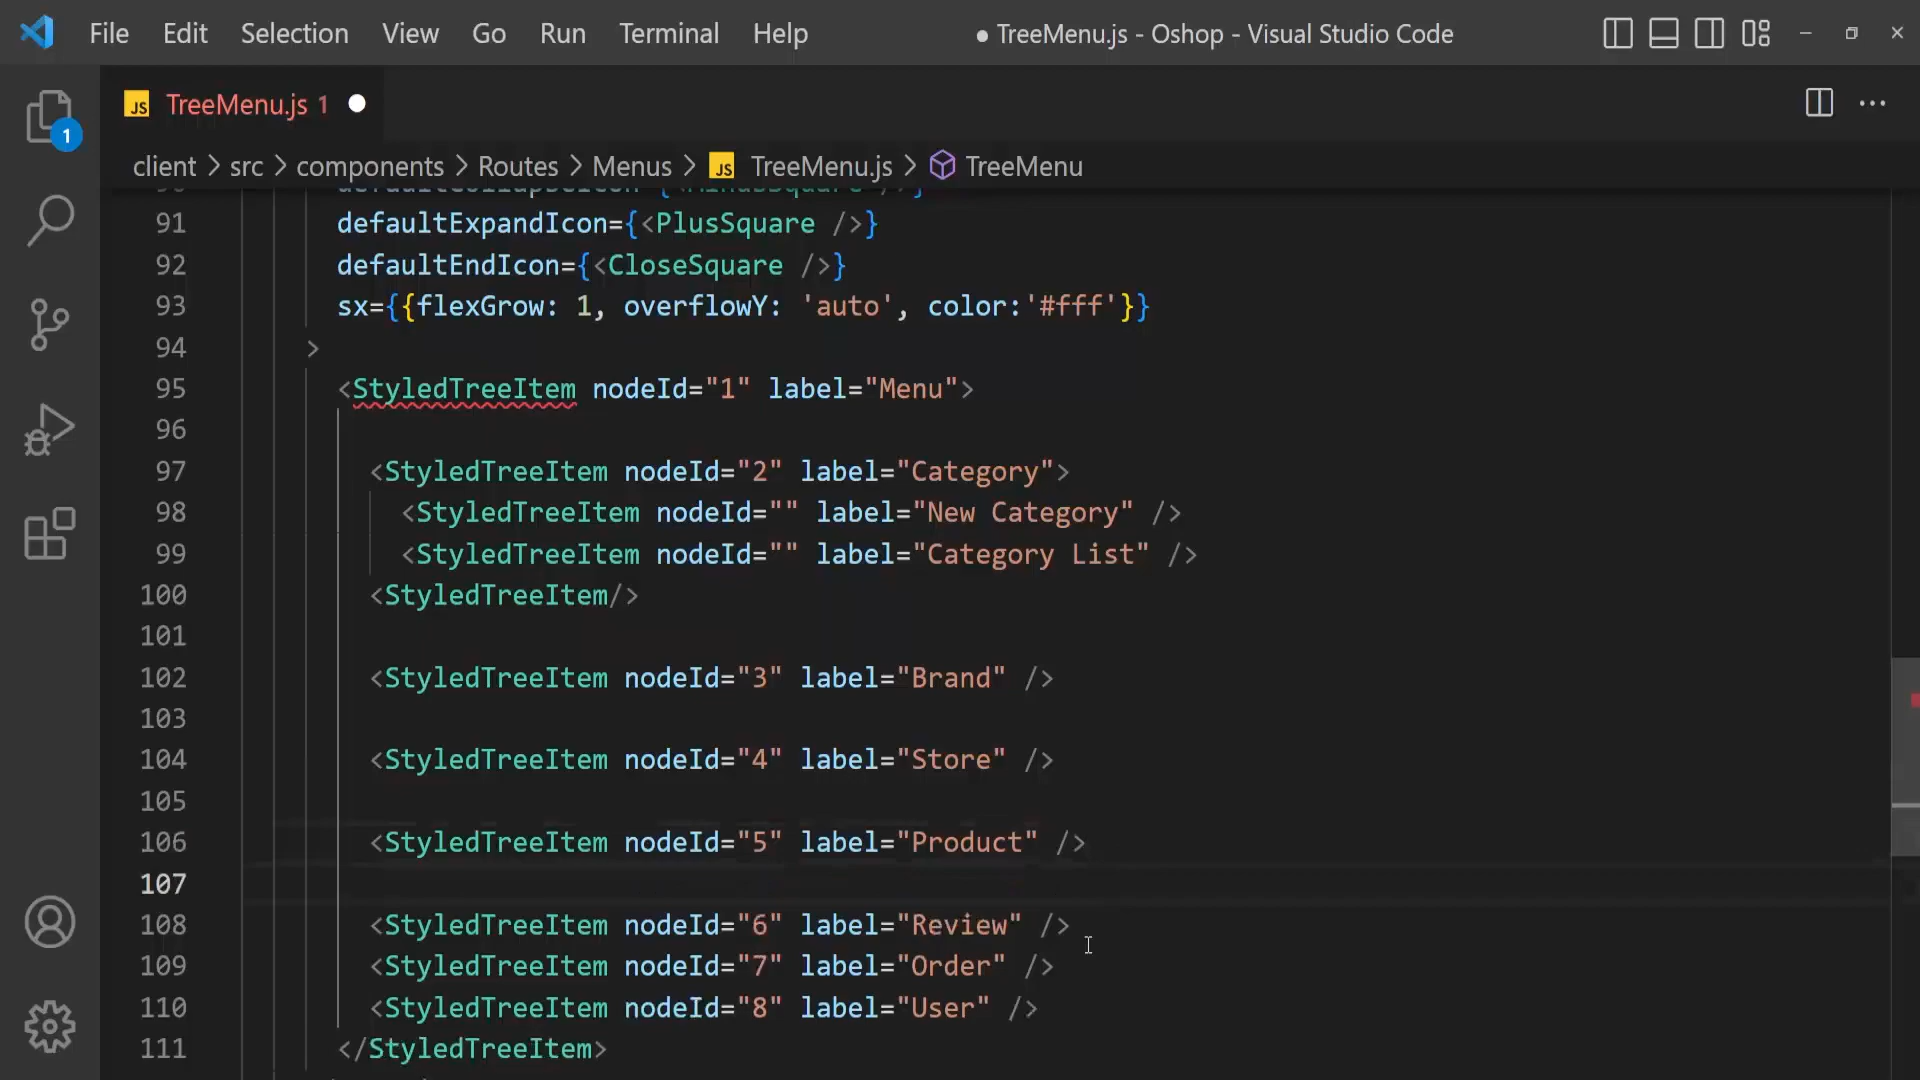 File Edit Selection View Go Run Terminal Help ● TreeMenu.js - Oshop - Visual Studio Code
1
JS TreeMenu.js 1
client > src > components > Routes > Menus > JS TreeMenu.js > TreeMenu
91 defaultExpandIcon={<PlusSquare />}
92 defaultEndIcon={<CloseSquare />}
93 sx={{flexGrow: 1, overflowY: 'auto', color:'#fff'}}
94 >
95 <StyledTreeItem nodeId="1" label="Menu">
96
97 <StyledTreeItem nodeId="2" label="Category">
98 <StyledTreeItem nodeId="" label="New Category" />
99 <StyledTreeItem nodeId="" label="Category List" />
100 <StyledTreeItem/>
101
102 <StyledTreeItem nodeId="3" label="Brand" />
103
104 <StyledTreeItem nodeId="4" label="Store" />
105
106 <StyledTreeItem nodeId="5" label="Product" />
107
108 <StyledTreeItem nodeId="6" label="Review" />
109 <StyledTreeItem nodeId="7" label="Order" />
110 <StyledTreeItem nodeId="8" label="User" />
111 </StyledTreeItem>